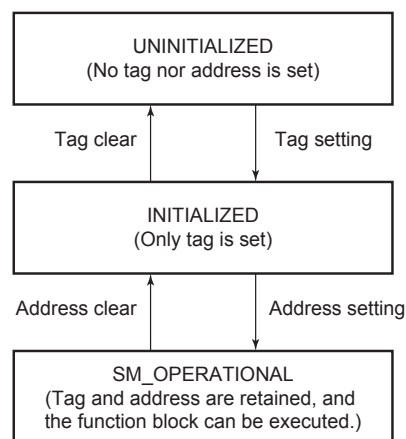 UNINITIALIZED
(No tag nor address is set)
Tag clear
Tag setting
INITIALIZED
(Only tag is set)
Address clear
Address setting
SM_OPERATIONAL
(Tag and address are retained, and
the function block can be executed.)